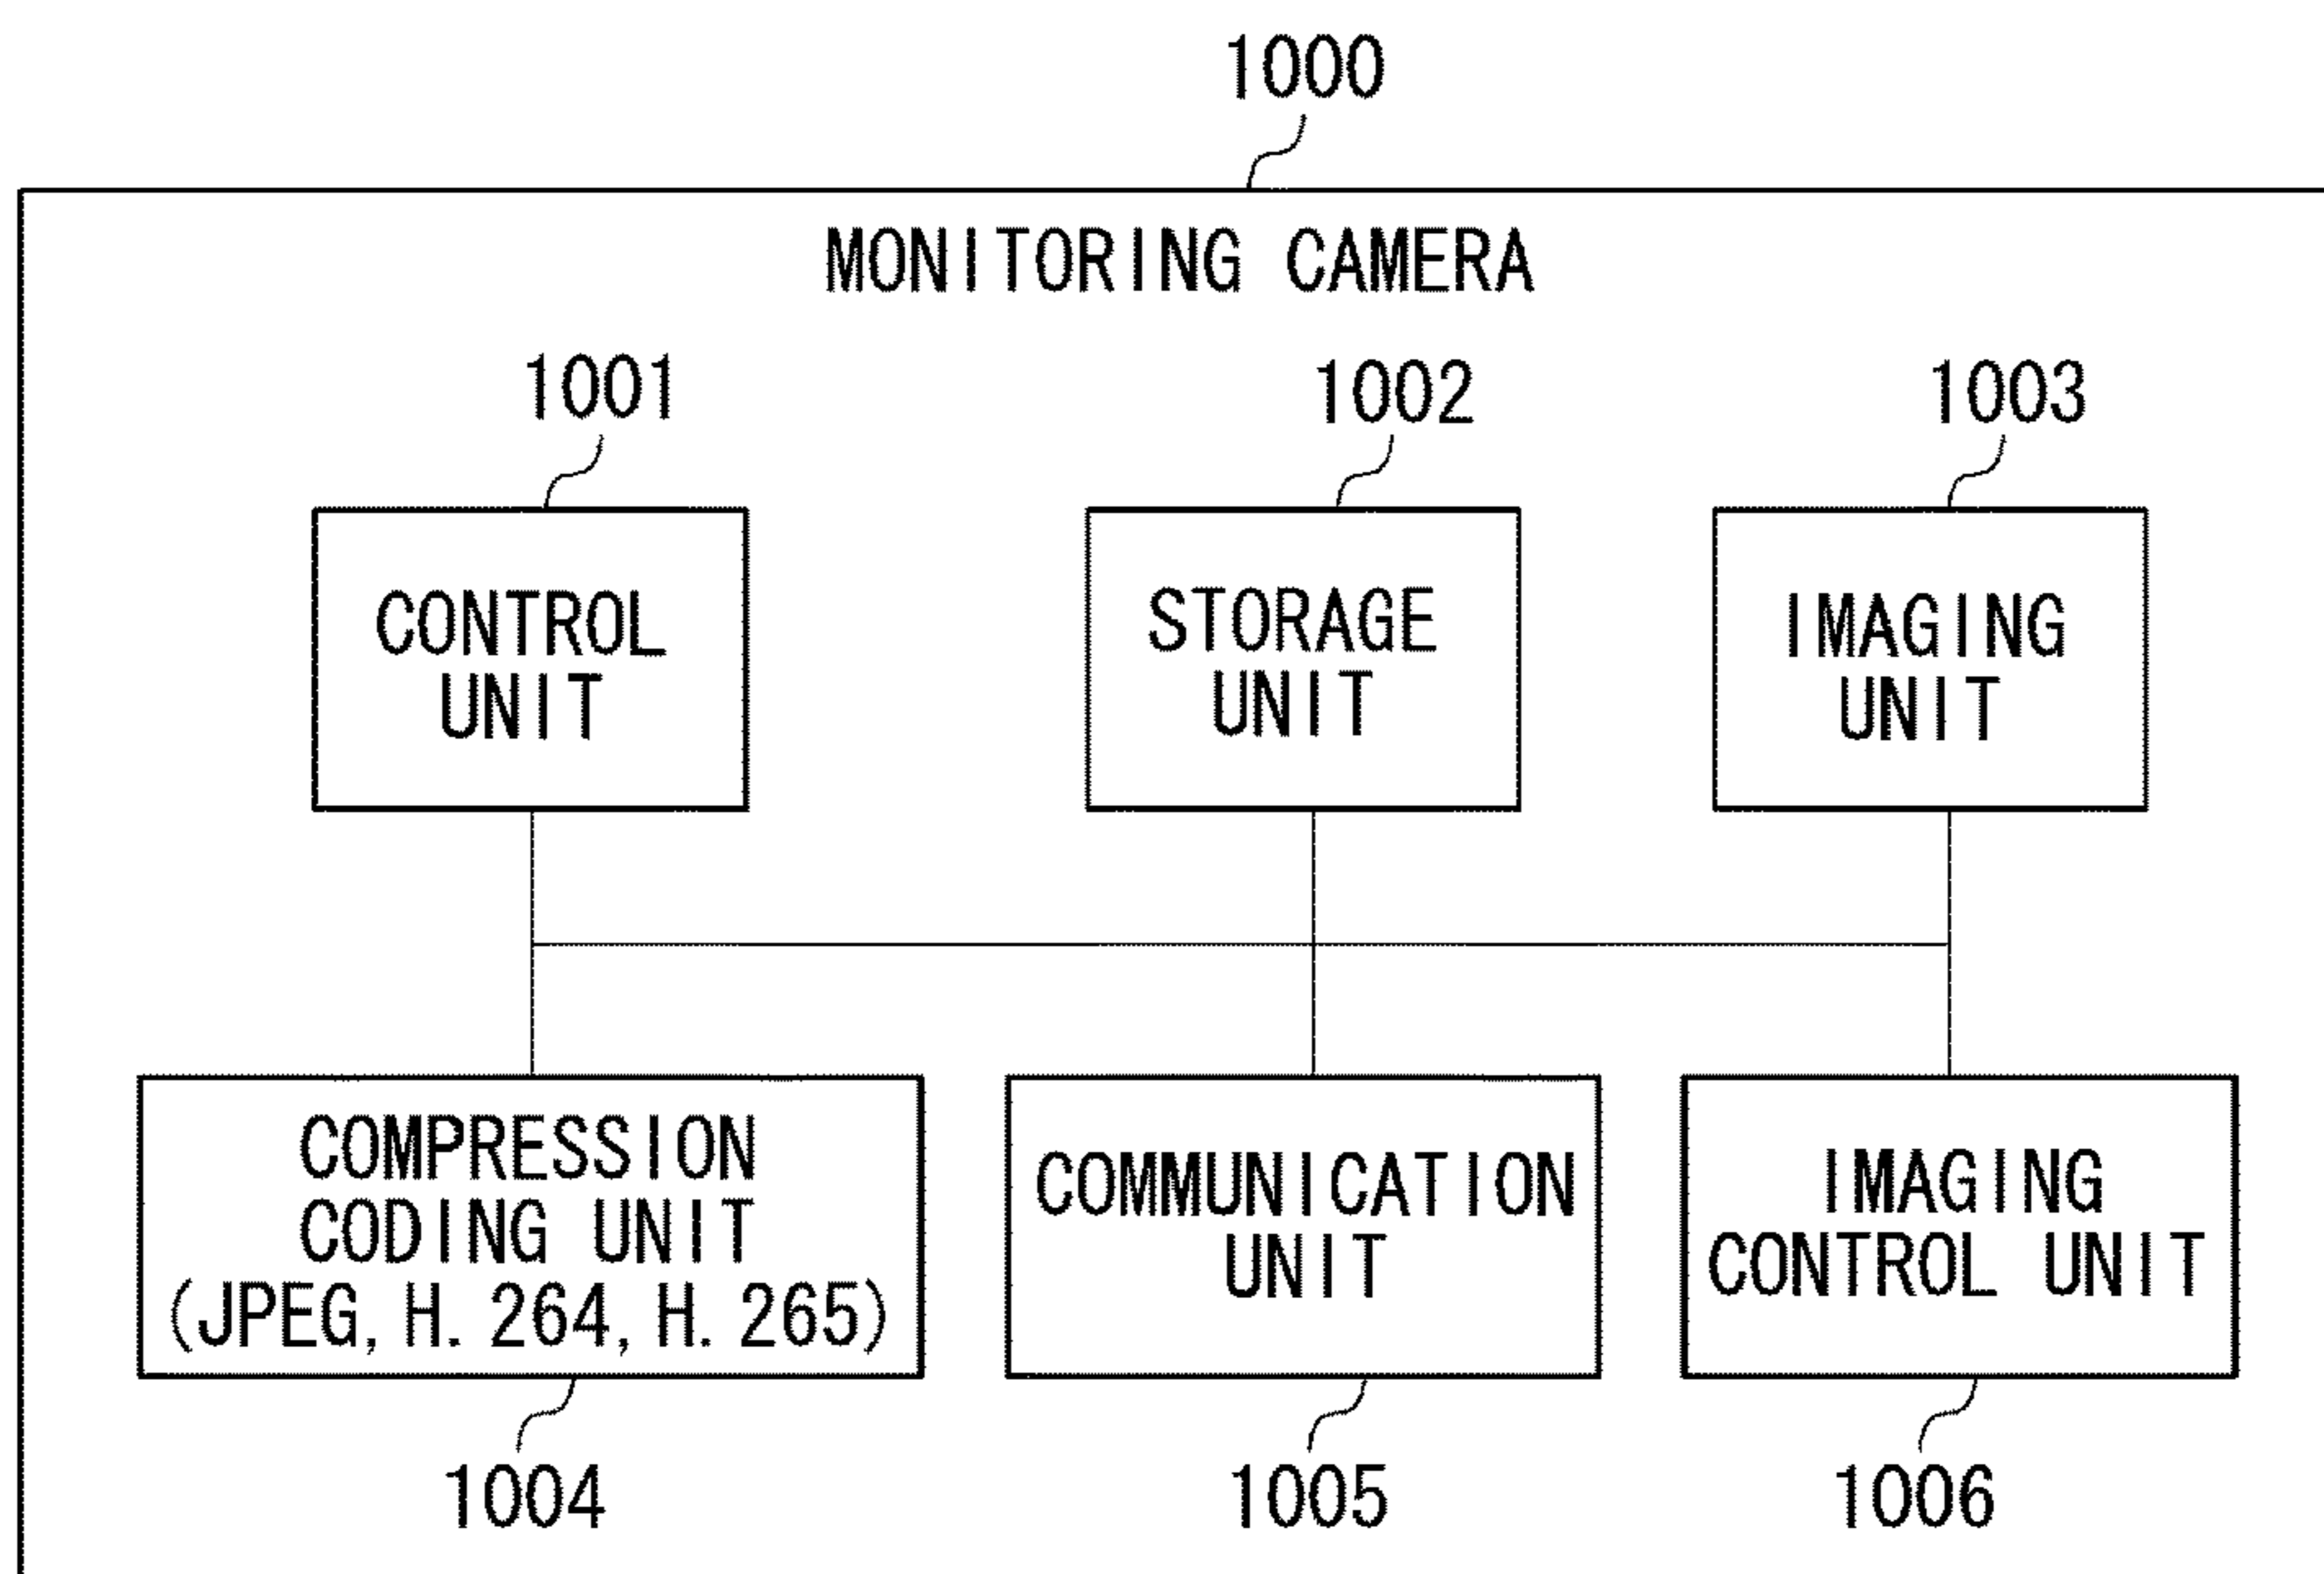 1000
MONITORING CAMERA
1001
1002
1003
CONTROL
UNIT
STORAGE
UNIT
IMAGING
UNIT
COMPRESSION
CODING UNIT
(JPEG, H. 264, H. 265)
COMMUNICATION
UNIT
IMAGING
CONTROL UNIT
1004
1005
1006